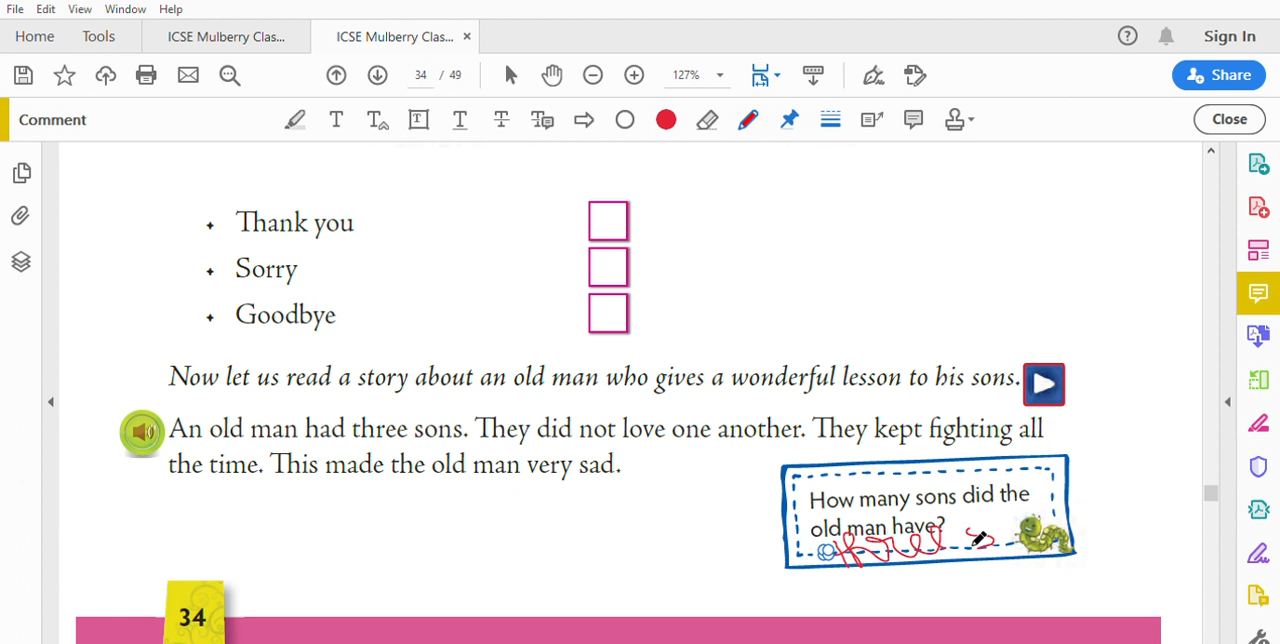 File Edit View Window Help
Home Tools ICSE Mulberry Clas... ICSE Mulberry Clas... × Sign In
34 / 49 127% Share
Comment Close
Thank you
Sorry
Goodbye
Now let us read a story about an old man who gives a wonderful lesson to his sons.
An old man had three sons. They did not love one another. They kept fighting all
the time. This made the old man very sad.
How many sons did the
old man have?
three s
34